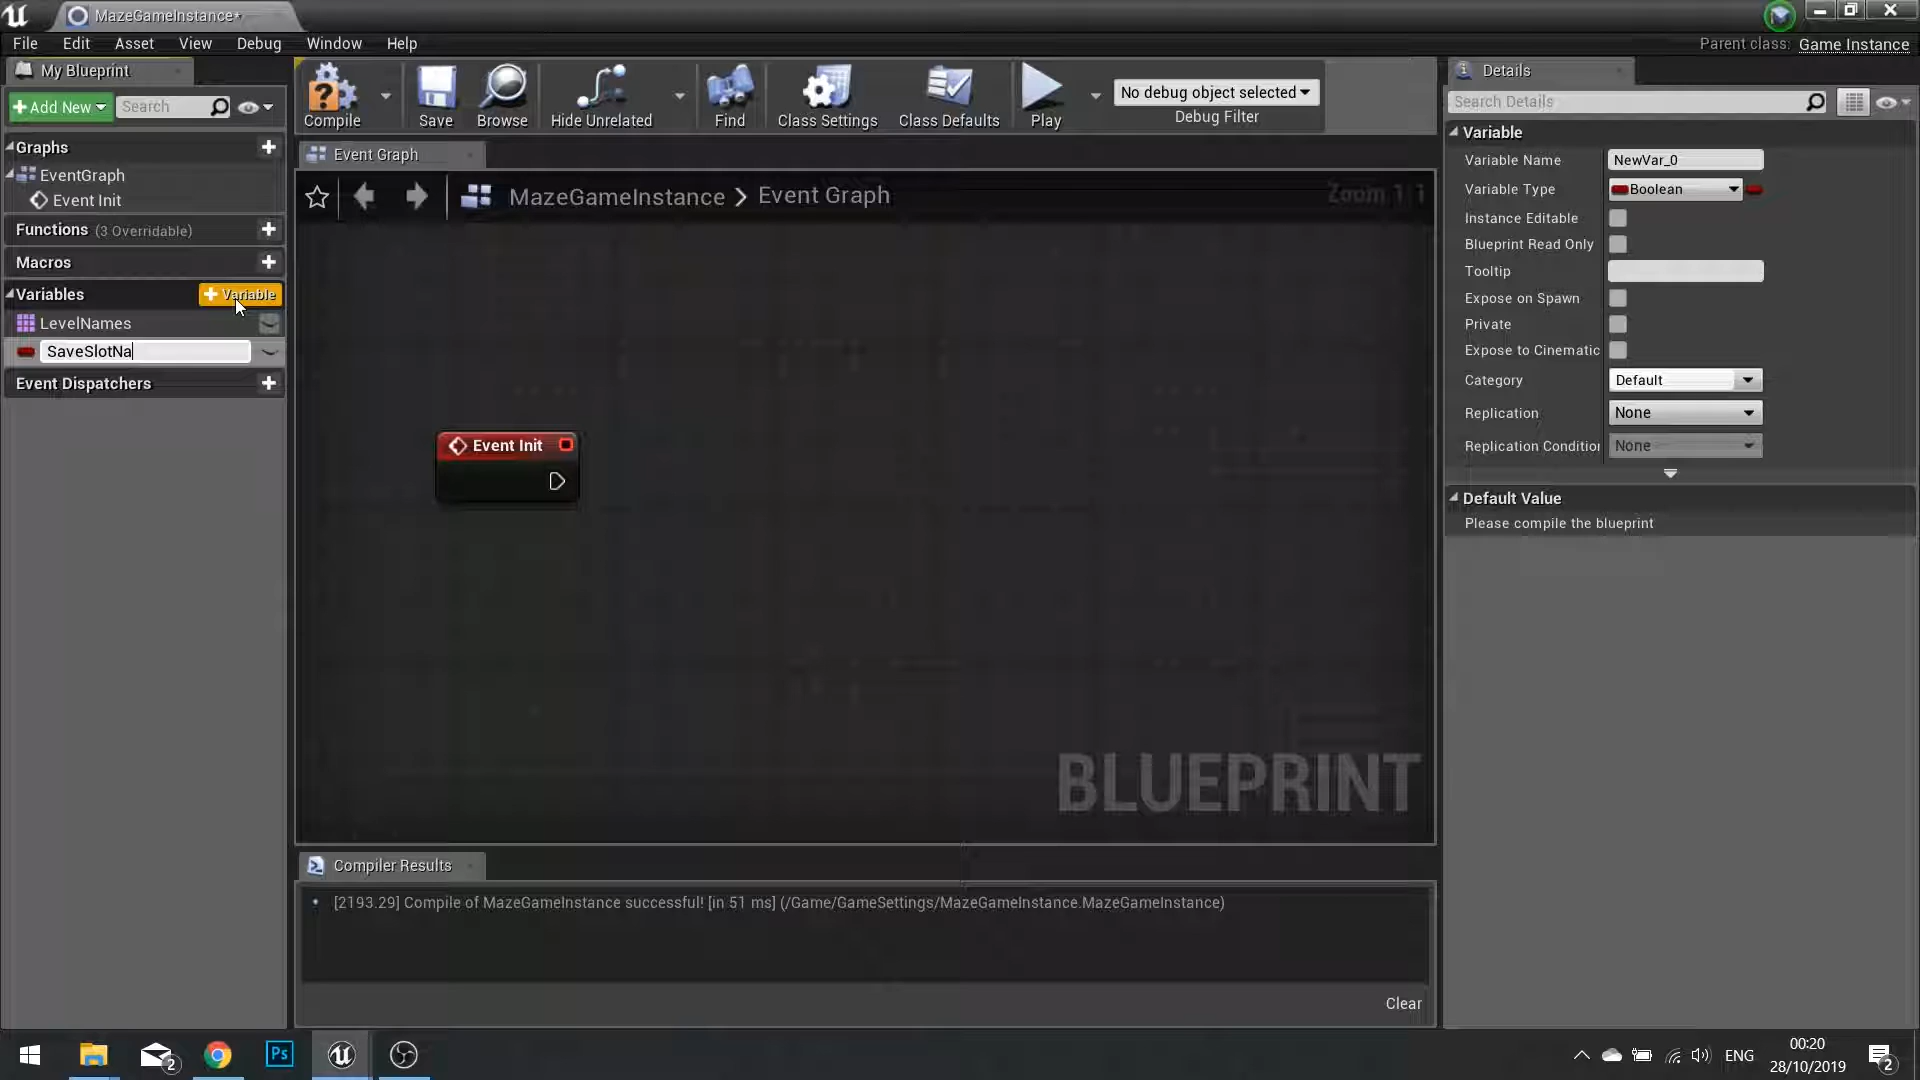 MazeGameInstance*
File Edit Asset View Debug Window Help
Parent class: Game Instance
My Blueprint
Add New
Search
Compile
Save
Browse
Hide Unrelated
Find
Class Settings
Class Defaults
Play
No debug object selected
Debug Filter
Details
Search Details
Graphs
EventGraph
Event Init
Functions (3 Overridable)
Macros
Variables
Variable
LevelNames
SaveSlotNa
Event Dispatchers
Event Graph
MazeGameInstance > Event Graph
Zoom 1:1
Event Init
BLUEPRINT
Variable
Variable Name NewVar_0
Variable Type Boolean
Instance Editable
Blueprint Read Only
Tooltip
Expose on Spawn
Private
Expose to Cinematic
Category Default
Replication None
Replication Condition None
Default Value
Please compile the blueprint
Compiler Results
[2193.29] Compile of MazeGameInstance successful! [in 51 ms] (/Game/GameSettings/MazeGameInstance.MazeGameInstance)
Clear
2
Ps
ENG
00:20
28/10/2019
2